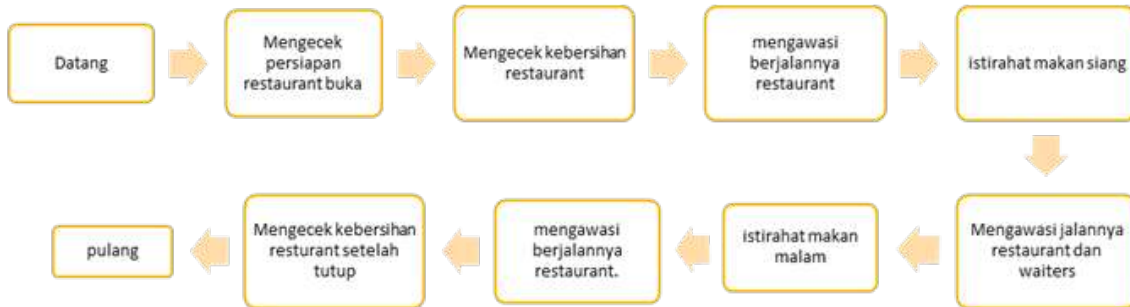 Datang
Mengecek
persiapan
restaurant buka
Mengecek kebersihan
restaurant
mengawasi
berjalannya
restaurant
istirahat makan siang
Mengawasi jalannya
restaurant dan
waiters
istirahat makan
malam
mengawasi
berjalannya
restaurant.
Mengecek kebersihan
resturant setelah
tutup
pulang